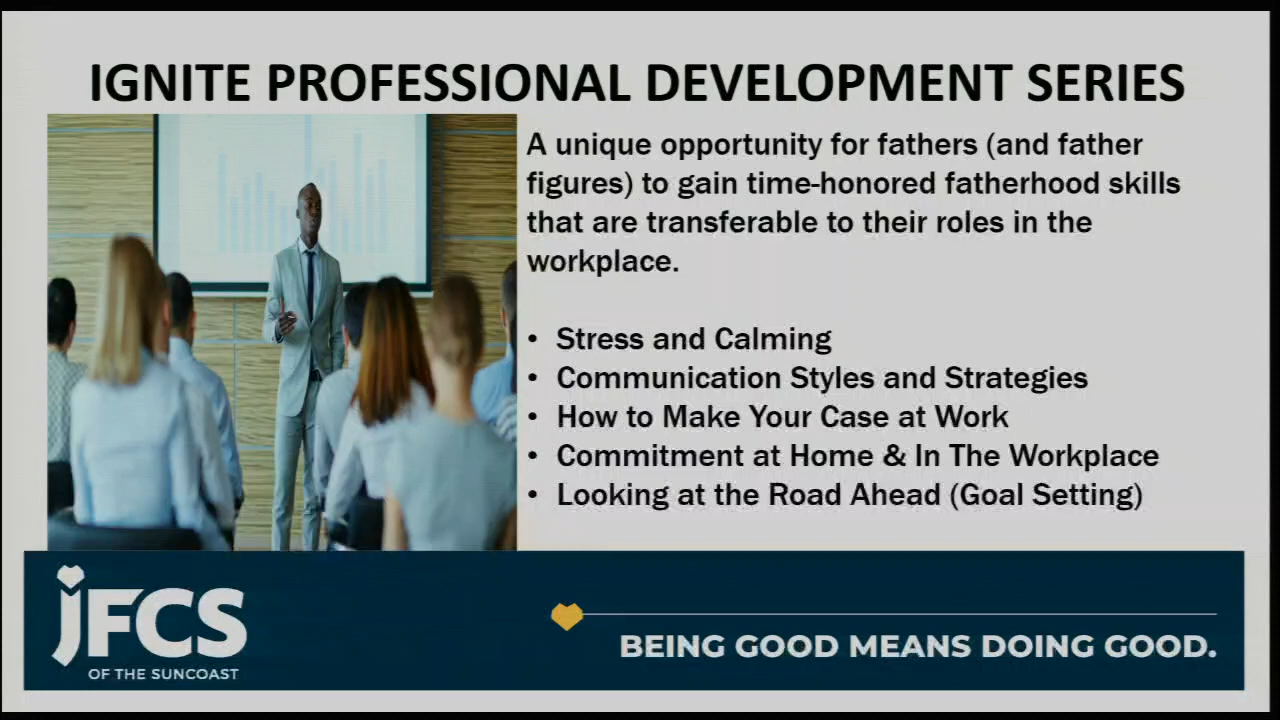 IGNITE PROFESSIONAL DEVELOPMENT SERIES
A unique opportunity for fathers (and father
figures) to gain time-honored fatherhood skills
that are transferable to their roles in the
workplace.
• Stress and Calming
• Communication Styles and Strategies
• How to Make Your Case at Work
• Commitment at Home & In The Workplace
• Looking at the Road Ahead (Goal Setting)
jFCS
OF THE SUNCOAST
BEING GOOD MEANS DOING GOOD.